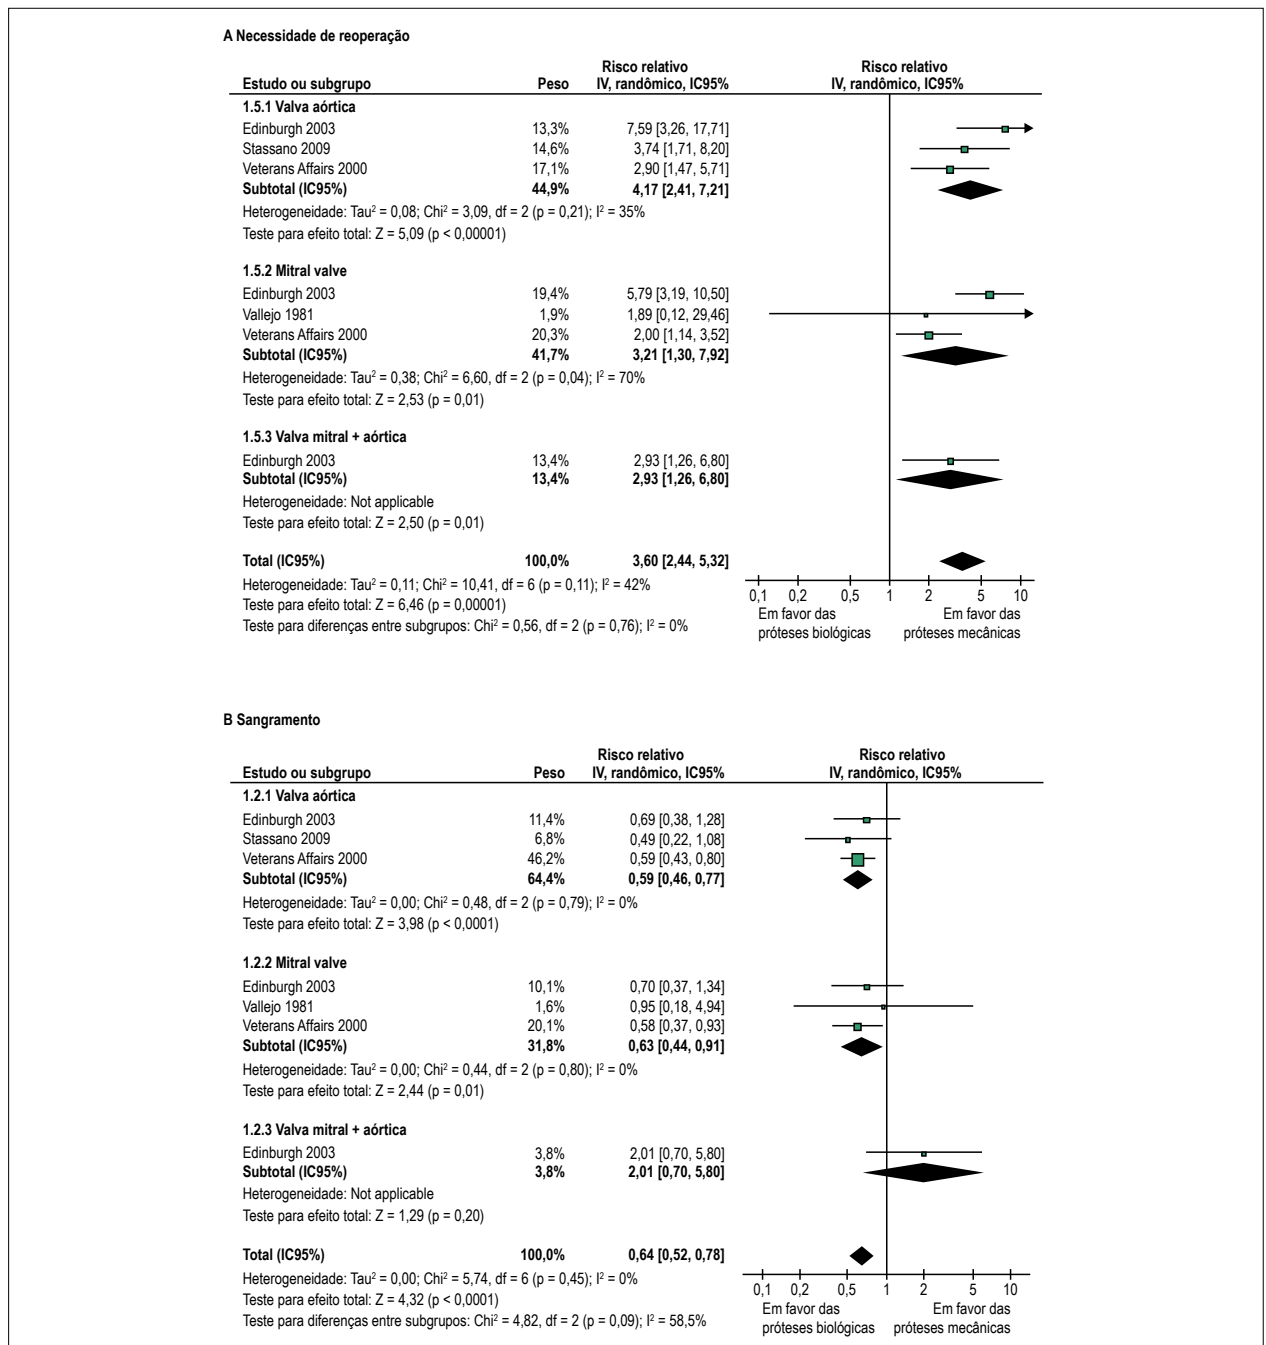 A Necessidade de reoperação
Risco relativo Risco relativo
Estudo ou subgrupo Peso IV, randômico, IC95% IV, randômico, IC95%
1.5.1 Valva aórtica
Edinburgh 2003 13,3% 7,59 [3,26, 17,71]
Stassano 2009 14,6% 3,74 [1,71, 8,20]
Veterans Affairs 2000 17,1% 2,90 [1,47, 5,71]
Subtotal (IC95%) 44,9% 4,17 [2,41, 7,21]
Heterogeneidade: Tau² = 0,08; Chi² = 3,09, df = 2 (p = 0,21); I² = 35%
Teste para efeito total: Z = 5,09 (p < 0,00001)
1.5.2 Mitral valve
Edinburgh 2003 19,4% 5,79 [3,19, 10,50]
Vallejo 1981 1,9% 1,89 [0,12, 29,46]
Veterans Affairs 2000 20,3% 2,00 [1,14, 3,52]
Subtotal (IC95%) 41,7% 3,21 [1,30, 7,92]
Heterogeneidade: Tau² = 0,38; Chi² = 6,60, df = 2 (p = 0,04); I² = 70%
Teste para efeito total: Z = 2,53 (p = 0,01)
1.5.3 Valva mitral + aórtica
Edinburgh 2003 13,4% 2,93 [1,26, 6,80]
Subtotal (IC95%) 13,4% 2,93 [1,26, 6,80]
Heterogeneidade: Not applicable
Teste para efeito total: Z = 2,50 (p = 0,01)
Total (IC95%) 100,0% 3,60 [2,44, 5,32]
Heterogeneidade: Tau² = 0,11; Chi² = 10,41, df = 6 (p = 0,11); I² = 42%
Teste para efeito total: Z = 6,46 (p = 0,00001)
Teste para diferenças entre subgrupos: Chi² = 0,56, df = 2 (p = 0,76); I² = 0%
0,1 0,2 0,5 1 2 5 10
Em favor das Em favor das
próteses biológicas próteses mecânicas
B Sangramento
Risco relativo Risco relativo
Estudo ou subgrupo Peso IV, randômico, IC95% IV, randômico, IC95%
1.2.1 Valva aórtica
Edinburgh 2003 11,4% 0,69 [0,38, 1,28]
Stassano 2009 6,8% 0,49 [0,22, 1,08]
Veterans Affairs 2000 46,2% 0,59 [0,43, 0,80]
Subtotal (IC95%) 64,4% 0,59 [0,46, 0,77]
Heterogeneidade: Tau² = 0,00; Chi² = 0,48, df = 2 (p = 0,79); I² = 0%
Teste para efeito total: Z = 3,98 (p < 0,0001)
1.2.2 Mitral valve
Edinburgh 2003 10,1% 0,70 [0,37, 1,34]
Vallejo 1981 1,6% 0,95 [0,18, 4,94]
Veterans Affairs 2000 20,1% 0,58 [0,37, 0,93]
Subtotal (IC95%) 31,8% 0,63 [0,44, 0,91]
Heterogeneidade: Tau² = 0,00; Chi² = 0,44, df = 2 (p = 0,80); I² = 0%
Teste para efeito total: Z = 2,44 (p = 0,01)
1.2.3 Valva mitral + aórtica
Edinburgh 2003 3,8% 2,01 [0,70, 5,80]
Subtotal (IC95%) 3,8% 2,01 [0,70, 5,80]
Heterogeneidade: Not applicable
Teste para efeito total: Z = 1,29 (p = 0,20)
Total (IC95%) 100,0% 0,64 [0,52, 0,78]
Heterogeneidade: Tau² = 0,00; Chi² = 5,74, df = 6 (p = 0,45); I² = 0%
Teste para efeito total: Z = 4,32 (p < 0,0001)
Teste para diferenças entre subgrupos: Chi² = 4,82, df = 2 (p = 0,09); I² = 58,5%
0,1 0,2 0,5 1 2 5 10
Em favor das Em favor das
próteses biológicas próteses mecânicas